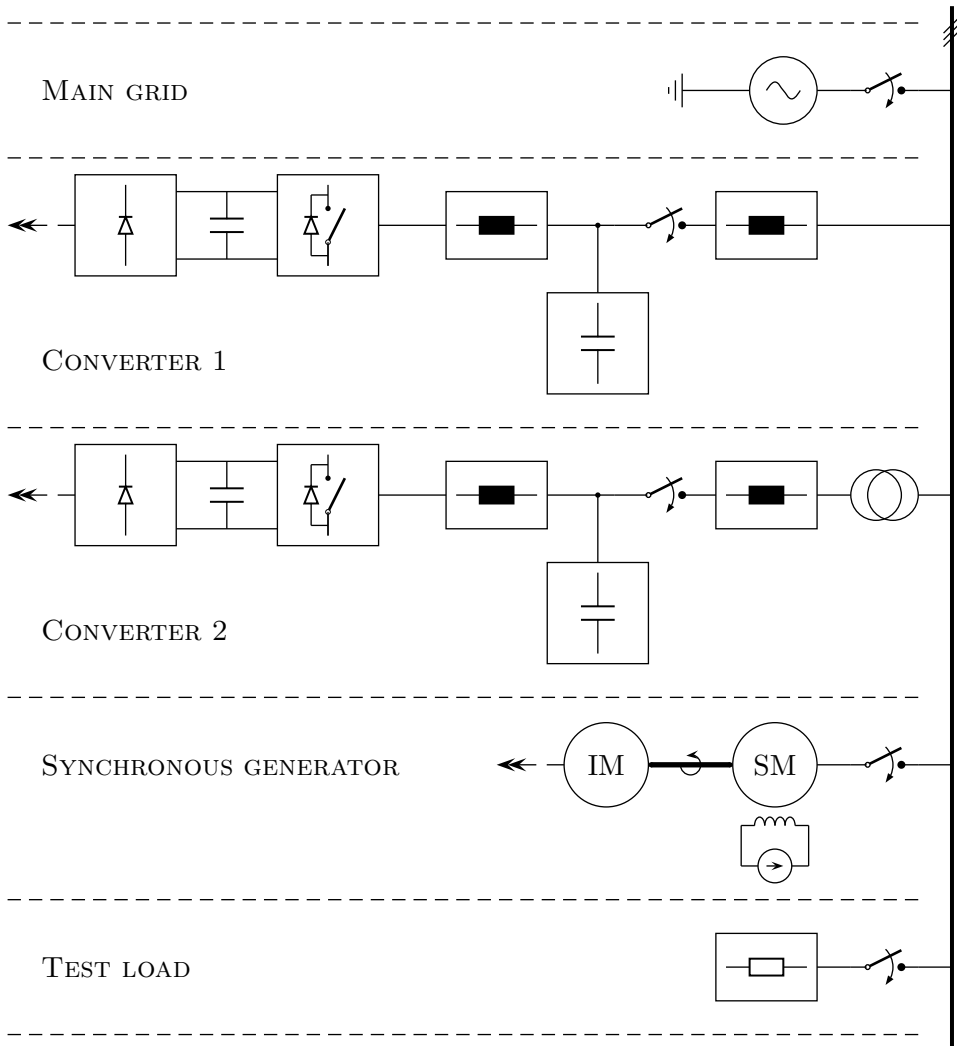 Main grid
Converter 1
Converter 2
Synchronous generator
IM
SM
Test load